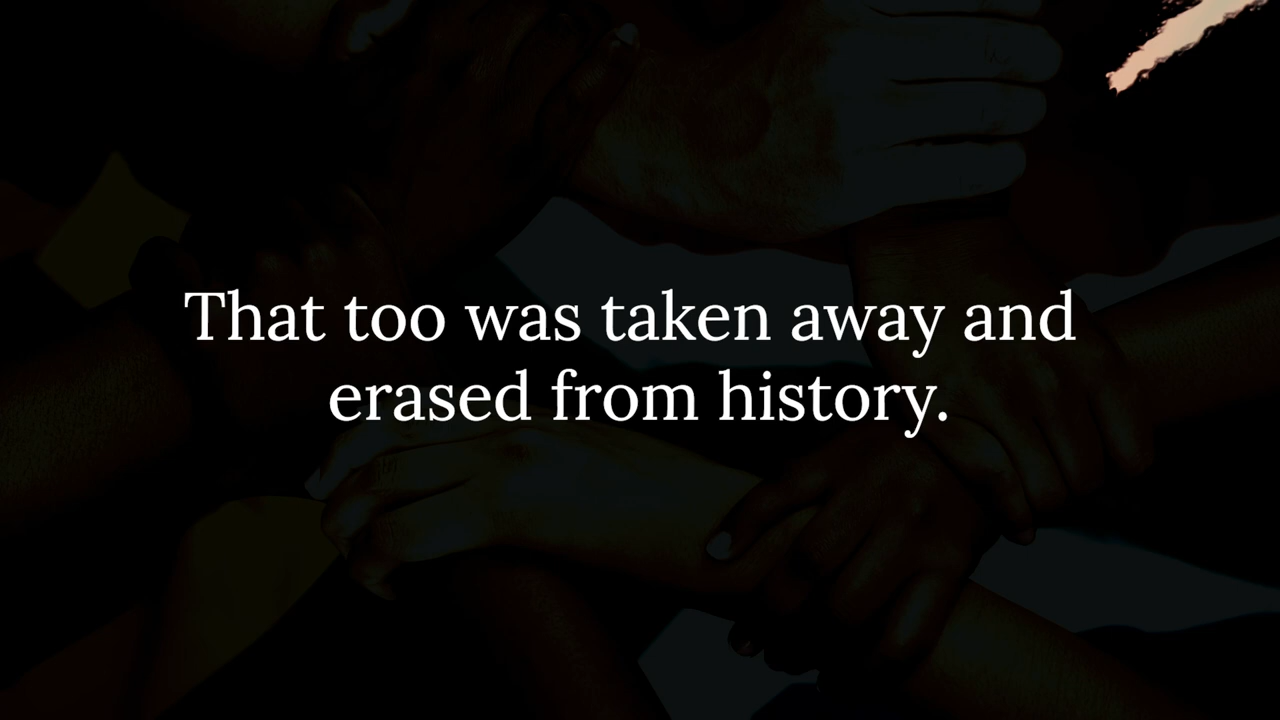 That too was taken away and
erased from history.